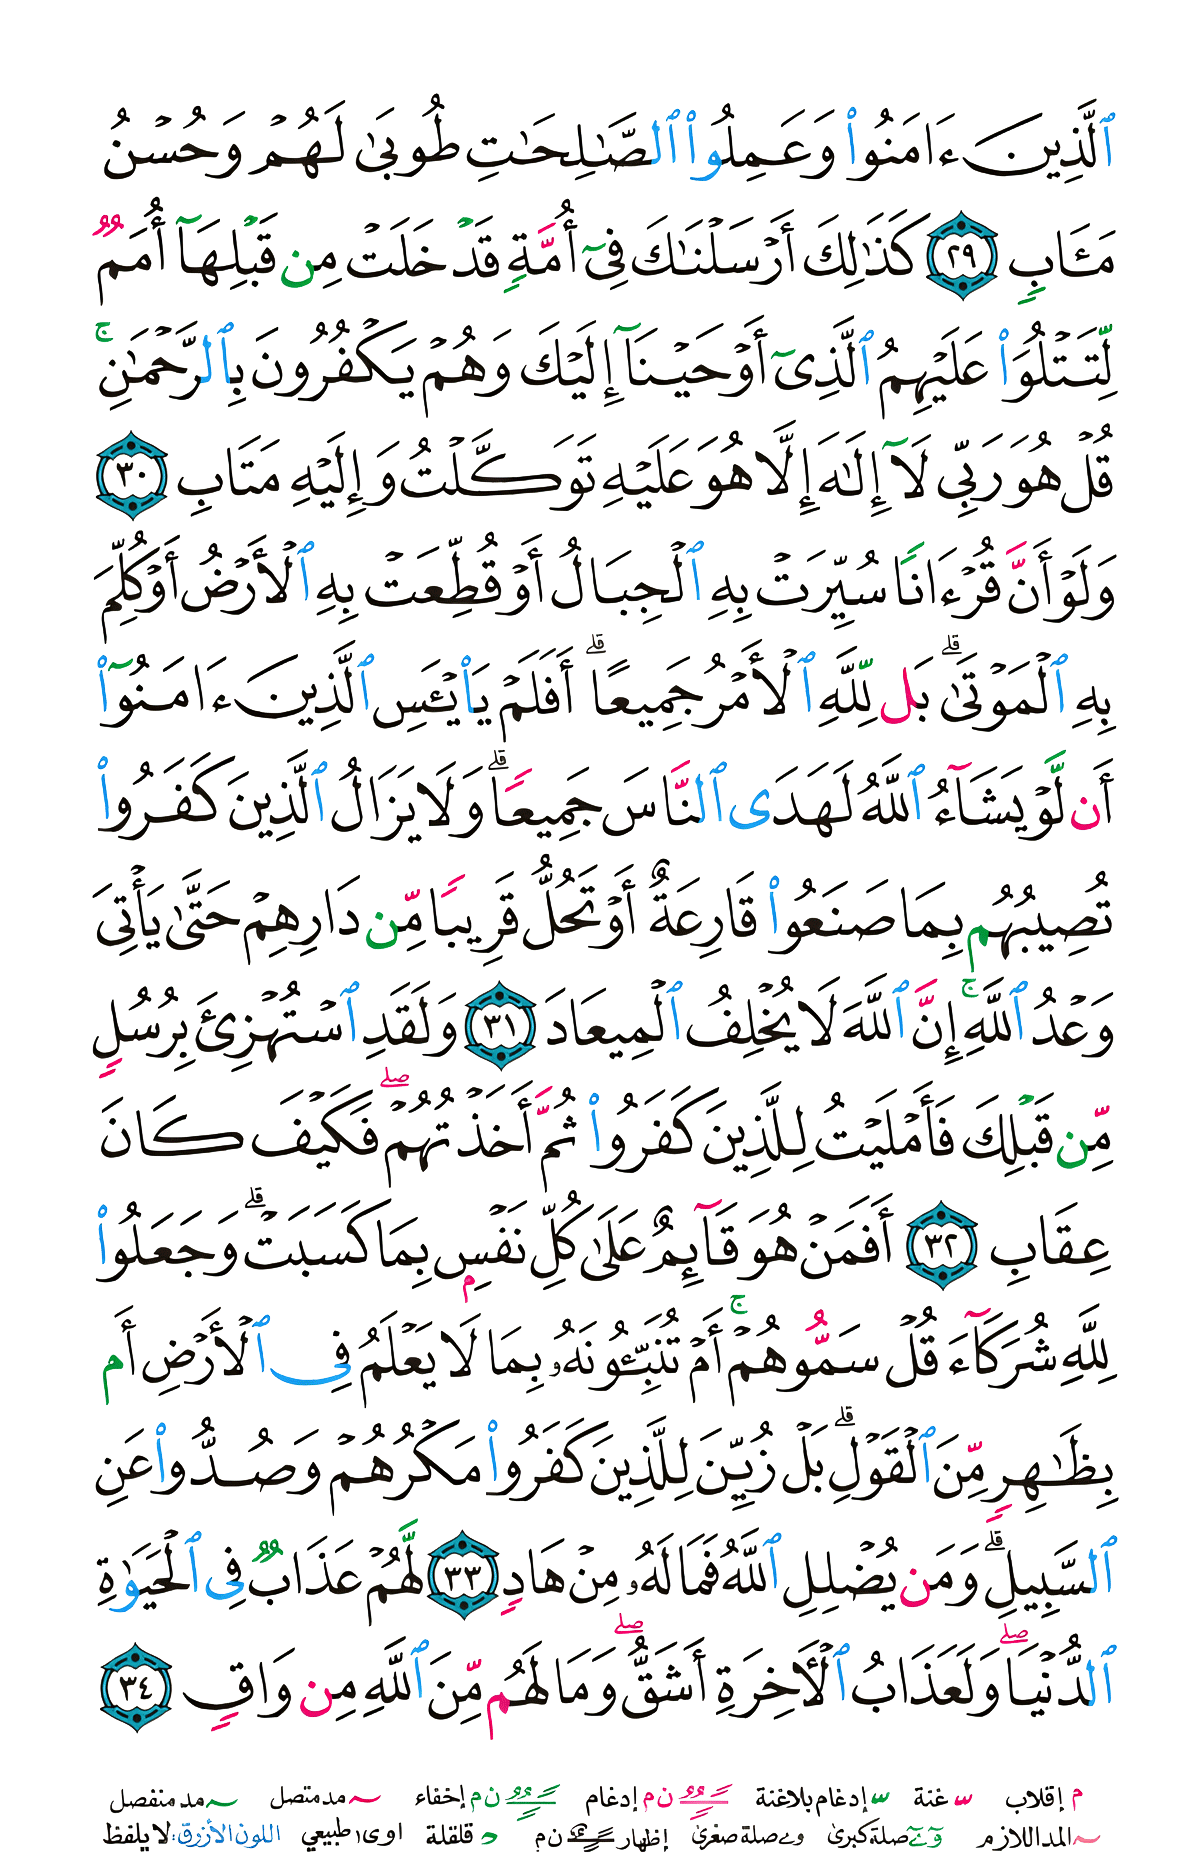 ٱلَّذِينَ ءَامَنُوا۟ وَعَمِلُوا۟ ٱلصَّـٰلِحَـٰتِ طُوبَىٰ لَهُمۡ وَحُسۡنُ
مَـَٔابٍ ٢٩ كَذَٰلِكَ أَرۡسَلۡنَـٰكَ فِىٓ أُمَّةٍ قَدۡ خَلَتۡ مِن قَبۡلِهَآ أُمَمٌ
لِّتَتۡلُوَا۟ عَلَيۡهِمُ ٱلَّذِىٓ أَوۡحَيۡنَآ إِلَيۡكَ وَهُمۡ يَكۡفُرُونَ بِٱلرَّحۡمَـٰنِۚ
قُلۡ هُوَ رَبِّى لَآ إِلَـٰهَ إِلَّا هُوَ عَلَيۡهِ تَوَكَّلۡتُ وَإِلَيۡهِ مَتَابِ ٣٠
وَلَوۡ أَنَّ قُرۡءَانًا سُيِّرَتۡ بِهِ ٱلۡجِبَالُ أَوۡ قُطِّعَتۡ بِهِ ٱلۡأَرۡضُ أَوۡ كُلِّمَ
بِهِ ٱلۡمَوۡتَىٰۗ بَل لِّلَّهِ ٱلۡأَمۡرُ جَمِيعًاۗ أَفَلَمۡ يَا۟يۡـَٔسِ ٱلَّذِينَ ءَامَنُوٓا۟
أَن لَّوۡ يَشَآءُ ٱللَّهُ لَهَدَى ٱلنَّاسَ جَمِيعًاۗ وَلَا يَزَالُ ٱلَّذِينَ كَفَرُوا۟
تُصِيبُهُم بِمَا صَنَعُوا۟ قَارِعَةٌ أَوۡ تَحُلُّ قَرِيبًا مِّن دَارِهِمۡ حَتَّىٰ يَأۡتِىَ
وَعۡدُ ٱللَّهِۚ إِنَّ ٱللَّهَ لَا يُخۡلِفُ ٱلۡمِيعَادَ ٣١ وَلَقَدِ ٱسۡتُهۡزِئَ بِرُسُلٍ
مِّن قَبۡلِكَ فَأَمۡلَيۡتُ لِلَّذِينَ كَفَرُوا۟ ثُمَّ أَخَذۡتُهُمۡۖ فَكَيۡفَ كَانَ
عِقَابِ ٣٢ أَفَمَنۡ هُوَ قَآئِمٌ عَلَىٰ كُلِّ نَفۡسِۭ بِمَا كَسَبَتۡۗ وَجَعَلُوا۟
لِلَّهِ شُرَكَآءَ قُلۡ سَمُّوهُمۡۚ أَمۡ تُنَبِّـُٔونَهُۥ بِمَا لَا يَعۡلَمُ فِى ٱلۡأَرۡضِ أَم
بِظَـٰهِرٍ مِّنَ ٱلۡقَوۡلِۗ بَلۡ زُيِّنَ لِلَّذِينَ كَفَرُوا۟ مَكۡرُهُمۡ وَصُدُّوا۟ عَنِ
ٱلسَّبِيلِۗ وَمَن يُضۡلِلِ ٱللَّهُ فَمَا لَهُۥ مِنۡ هَادٍ ٣٣ لَّهُمۡ عَذَابٌ فِى ٱلۡحَيَوٰةِ
ٱلدُّنۡيَاۖ وَلَعَذَابُ ٱلۡأٓخِرَةِ أَشَقُّۖ وَمَا لَهُم مِّنَ ٱللَّهِ مِن وَاقٍ ٣٤
م إقلاب ّ غنة ّ إدغام بلاغنة ن م إدغام ن م إخفاء ~ مد متصل ~ مد منفصل
~ المد اللازم و ے صلة كبرىٰ و ے صلة صغرىٰ إظهار ن م د قلقلة ا و ى طبيعي اللون الأزرق: لا يلفظ